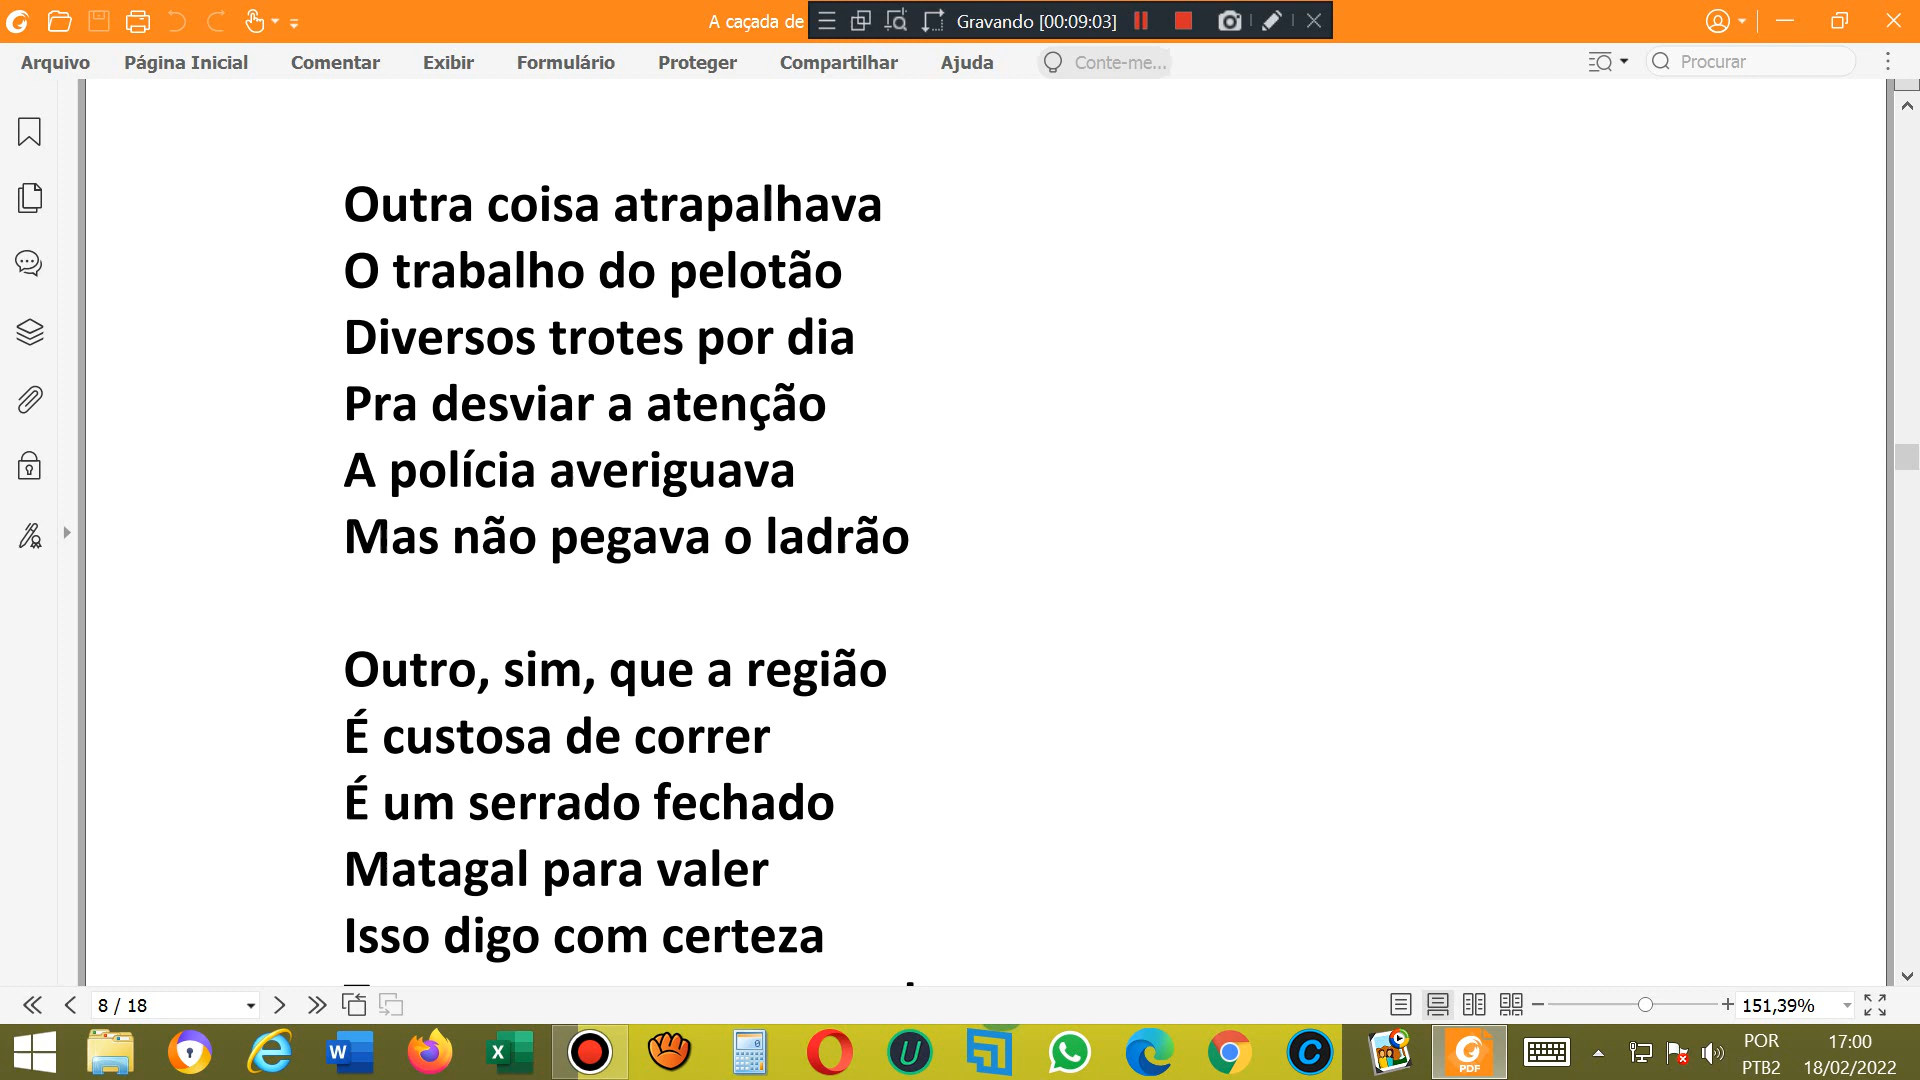 A caçada de
Gravando [00:09:03]
Arquivo Página Inicial Comentar Exibir Formulário Proteger Compartilhar Ajuda Conte-me... Procurar
Outra coisa atrapalhava
O trabalho do pelotão
Diversos trotes por dia
Pra desviar a atenção
A polícia averiguava
Mas não pegava o ladrão
Outro, sim, que a região
É custosa de correr
É um serrado fechado
Matagal para valer
Isso digo com certeza
8 / 18
151,39%
POR
PTB2
17:00
18/02/2022